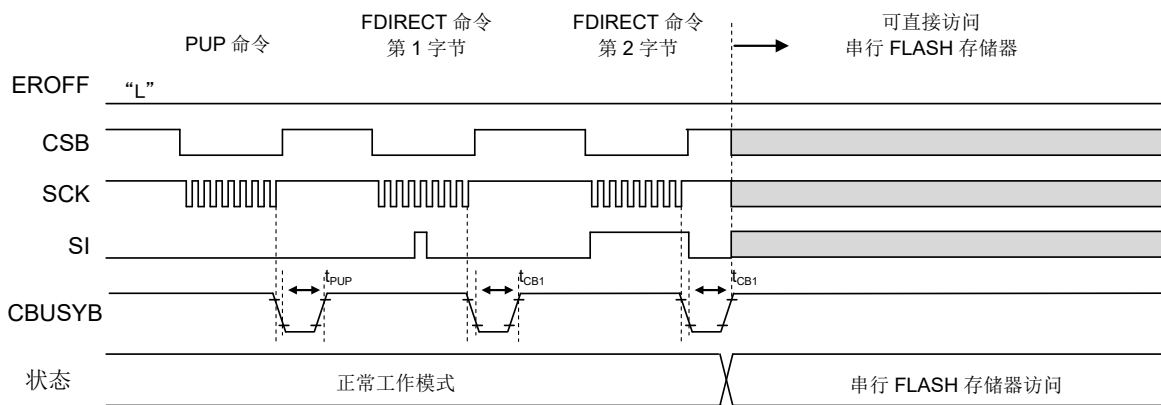 PUP 命令
FDIRECT 命令
第 1 字节
FDIRECT 命令
第 2 字节
可直接访问
串行 FLASH 存储器
EROFF
“L”
CSB
SCK
SI
CBUSYB
tPUP
tCB1
tCB1
状态
正常工作模式
串行 FLASH 存储器访问